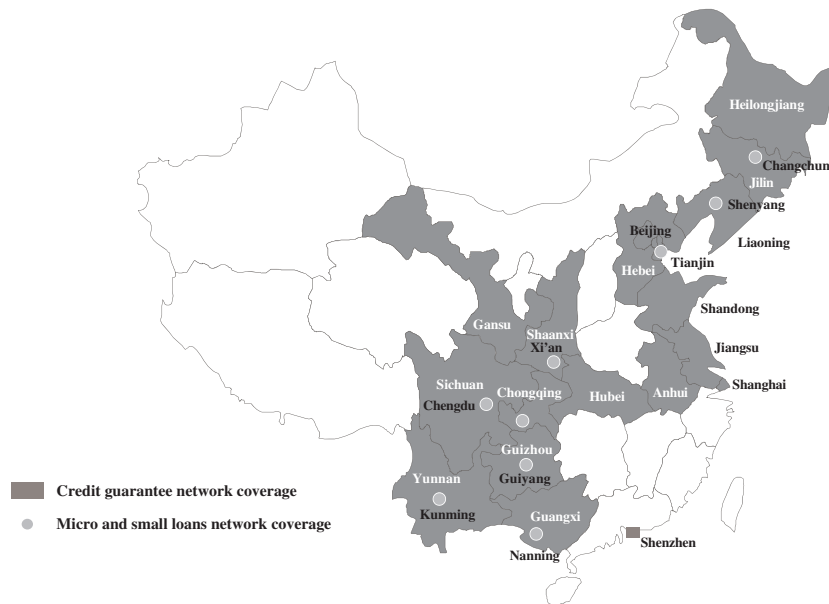 Heilongjiang
Changchun
Jilin
Shenyang
Beijing
Liaoning
Tianjin
Hebei
Shandong
Gansu
Shaanxi
Xi’an
Jiangsu
Shanghai
Sichuan
Chongqing
Hubei
Anhui
Chengdu
Guizhou
Yunnan
Guiyang
Credit guarantee network coverage
Kunming
Guangxi
Micro and small loans network coverage
Shenzhen
Nanning